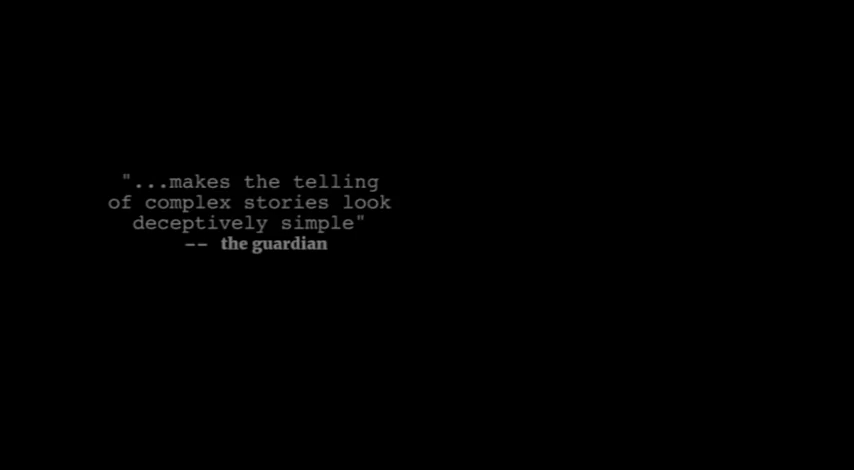 "...makes the telling
of complex stories look
deceptively simple"
-- the guardian